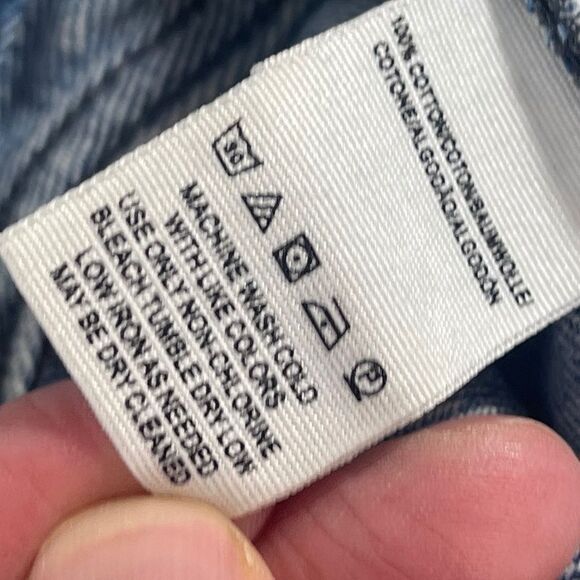 100% COTTON/COTON/BAUMWOLLE/
COTONE/ALGODÃO/ALGODÓN
30
P
MACHINE WASH COLD
WITH LIKE COLORS
USE ONLY NON-CHLORINE
BLEACH TUMBLE DRY LOW
LOW IRON AS NEEDED
MAY BE DRY CLEANED